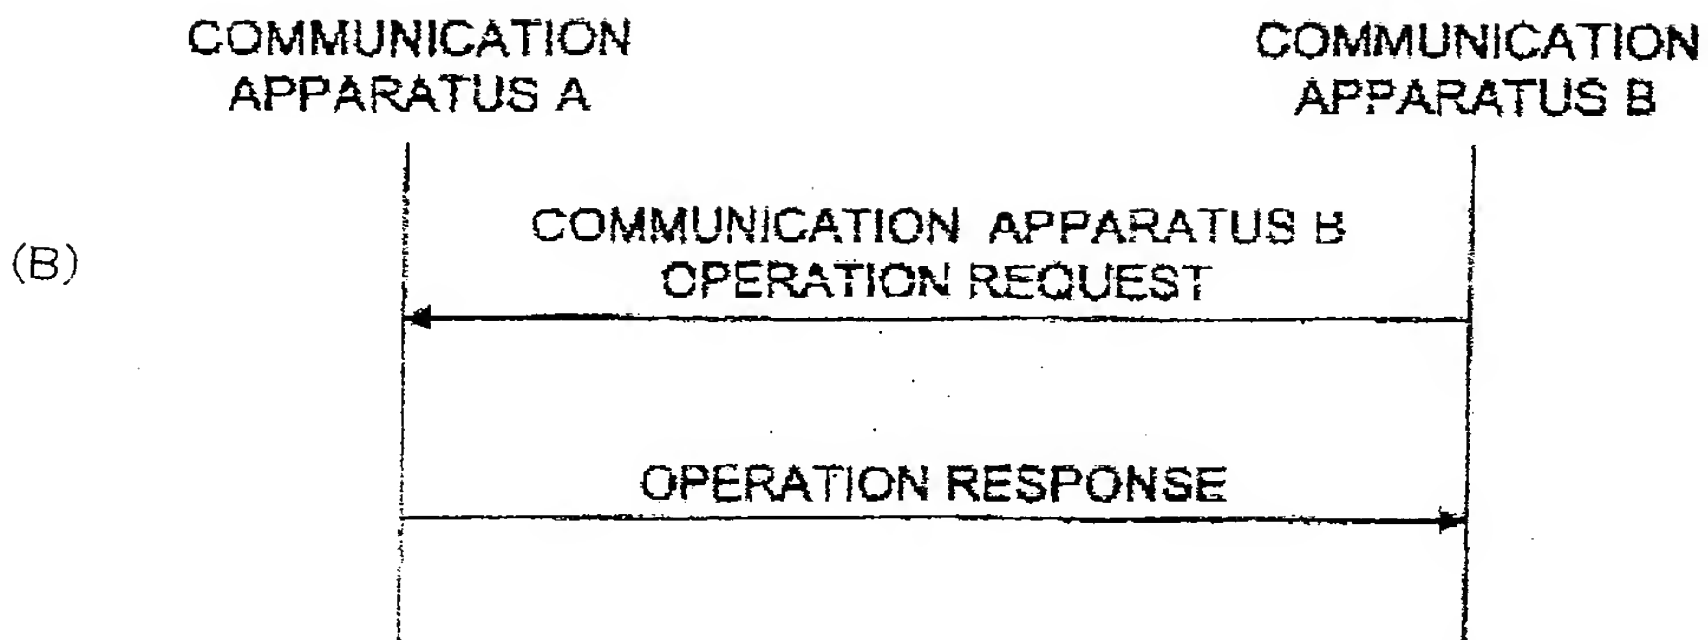 COMMUNICATION
APPARATUS A
COMMUNICATION
APPARATUS B
(B)
COMMUNICATION APPARATUS B
OPERATION REQUEST
OPERATION RESPONSE